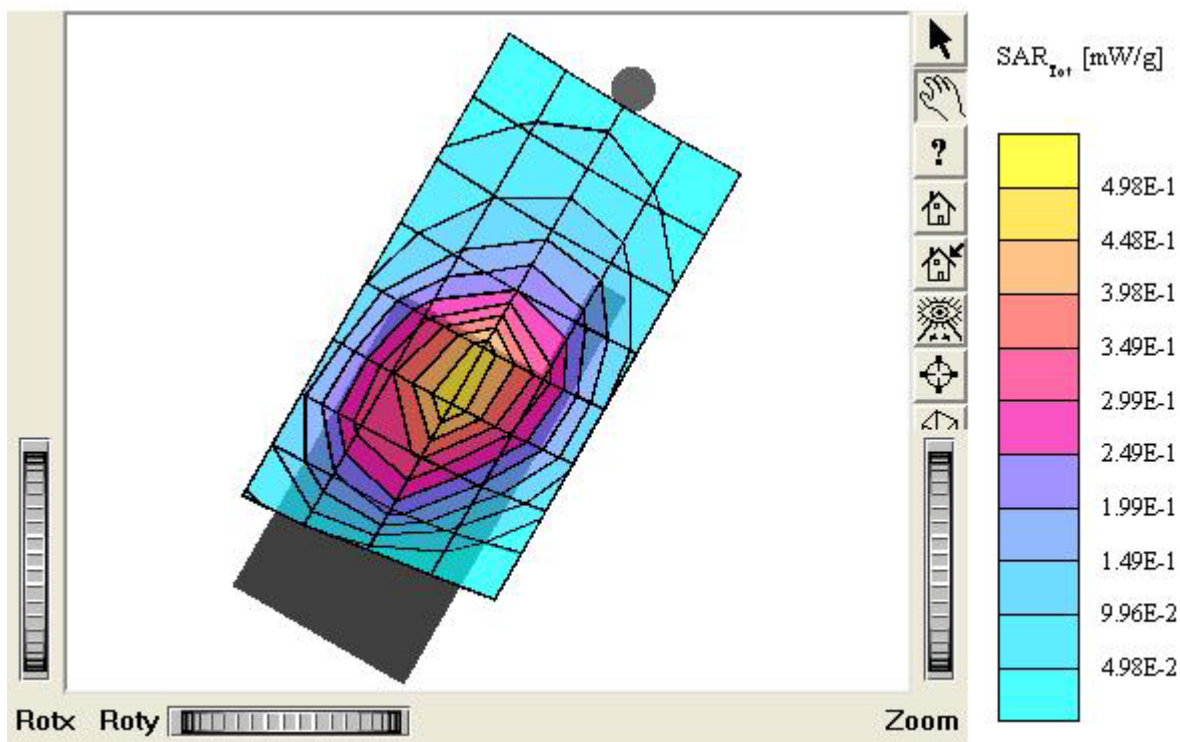 SAR_Tot [mW/g]
?
4.98E-1
4.48E-1
3.98E-1
3.49E-1
2.99E-1
2.49E-1
1.99E-1
1.49E-1
9.96E-2
4.98E-2
Rotx Roty Zoom